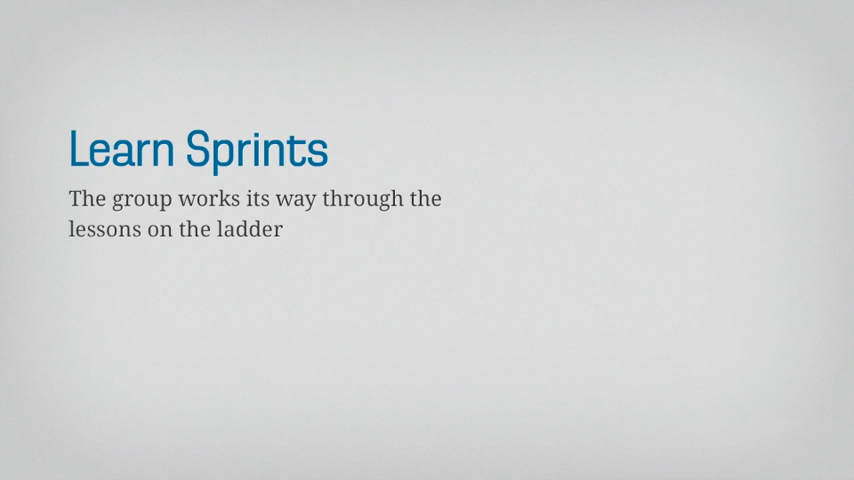 Learn Sprints
The group works its way through the
lessons on the ladder